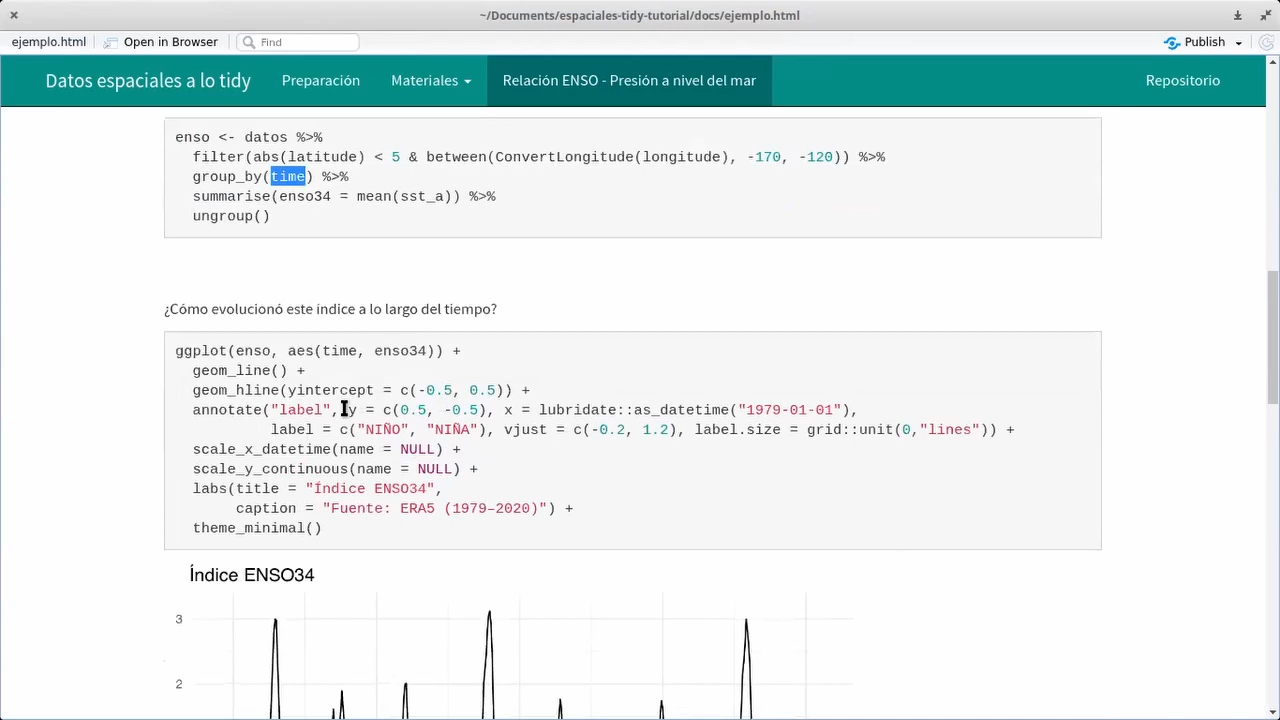 ~/Documents/espaciales-tidy-tutorial/docs/ejemplo.html
ejemplo.html Open in Browser Find Publish
Datos espaciales a lo tidy Preparación Materiales Relación ENSO - Presión a nivel del mar Repositorio
enso <- datos %>%
filter(abs(latitude) < 5 & between(ConvertLongitude(longitude), -170, -120)) %>%
group_by(time) %>%
summarise(enso34 = mean(sst_a)) %>%
ungroup()
¿Cómo evolucionó este índice a lo largo del tiempo?
ggplot(enso, aes(time, enso34)) +
geom_line() +
geom_hline(yintercept = c(-0.5, 0.5)) +
annotate("label", y = c(0.5, -0.5), x = lubridate::as_datetime("1979-01-01"),
label = c("NIÑO", "NIÑA"), vjust = c(-0.2, 1.2), label.size = grid::unit(0,"lines")) +
scale_x_datetime(name = NULL) +
scale_y_continuous(name = NULL) +
labs(title = "Índice ENSO34",
caption = "Fuente: ERA5 (1979–2020)") +
theme_minimal()
Índice ENSO34
3
2